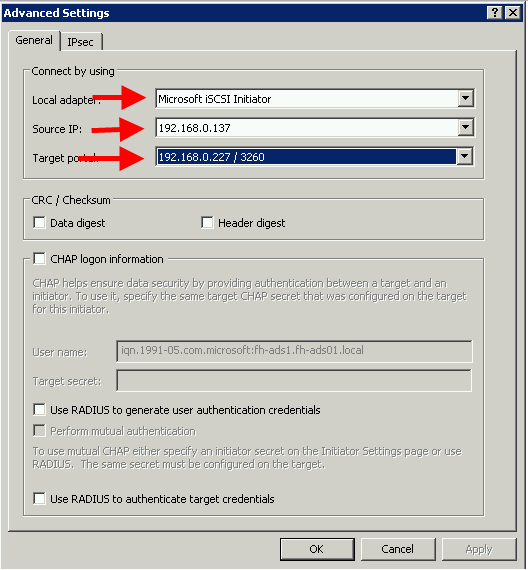 Advanced Settings
General IPsec
Connect by using
Local adapter: Microsoft iSCSI Initiator
Source IP: 192.168.0.137
Target portal: 192.168.0.227 / 3260
CRC / Checksum
Data digest Header digest
CHAP logon information
CHAP helps ensure data security by providing authentication between a target and an
initiator. To use it, specify the same target CHAP secret that was configured on the target
for this initiator.
User name: iqn.1991-05.com.microsoft:fh-ads1.fh-ads01.local
Target secret:
Use RADIUS to generate user authentication credentials
Perform mutual authentication
To use mutual CHAP either specify an initiator secret on the Initiator Settings page or use
RADIUS. The same secret must be configured on the target.
Use RADIUS to authenticate target credentials
OK Cancel Apply